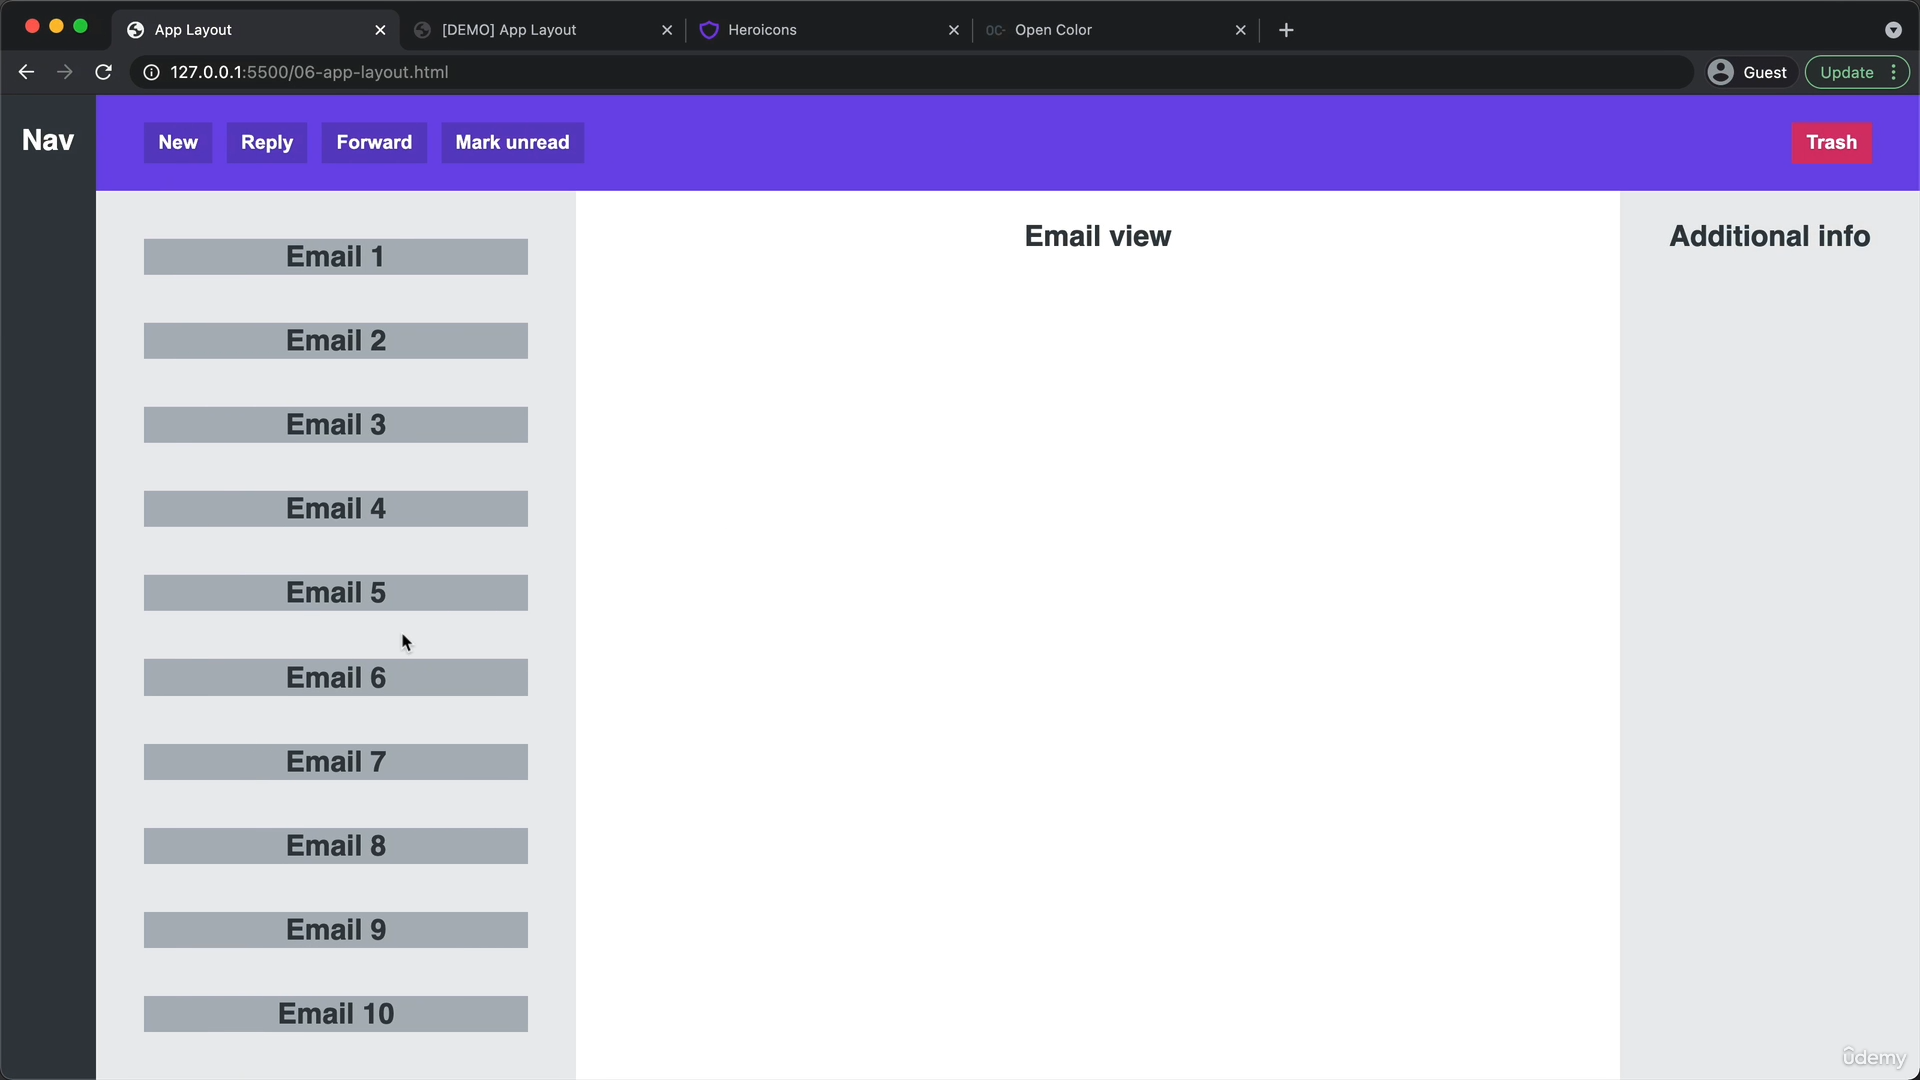 App Layout
[DEMO] App Layout
Heroicons
OC- Open Color
127.0.0.1:5500/06-app-layout.html
Guest
Update
Nav
New
Reply
Forward
Mark unread
Trash
Email 1
Email 2
Email 3
Email 4
Email 5
Email 6
Email 7
Email 8
Email 9
Email 10
Email view
Additional info
ûdemy